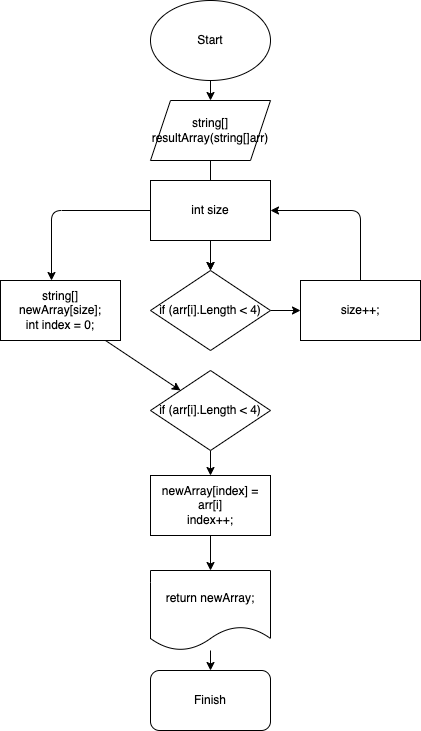 Start
string[]
resultArray(string[]arr)
int size
string[]
newArray[size];
int index = 0;
if (arr[i].Length < 4)
size++;
if (arr[i].Length < 4)
newArray[index] =
arr[i]
index++;
return newArray;
Finish